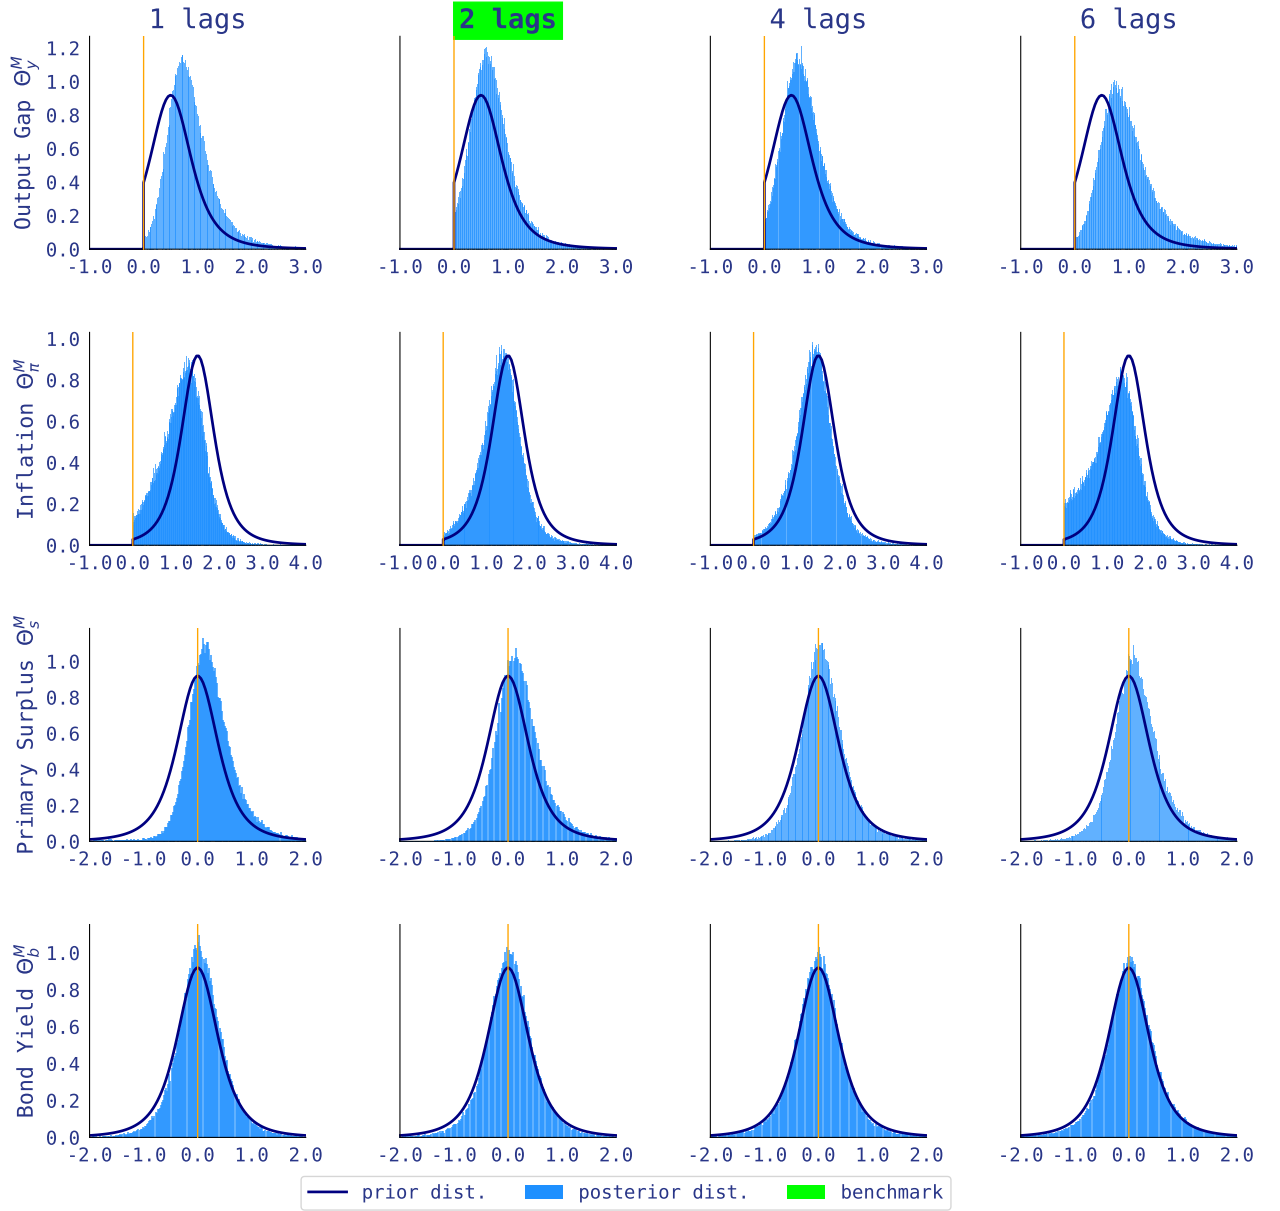 1 lags 2 lags 4 lags 6 lags
Output Gap Θ_y^M
1.2
1.0
0.8
0.6
0.4
0.2
0.0
-1.0 0.0 1.0 2.0 3.0 -1.0 0.0 1.0 2.0 3.0 -1.0 0.0 1.0 2.0 3.0 -1.0 0.0 1.0 2.0 3.0
Inflation Θ_π^M
1.0
0.8
0.6
0.4
0.2
0.0
-1.0 0.0 1.0 2.0 3.0 4.0 -1.0 0.0 1.0 2.0 3.0 4.0 -1.0 0.0 1.0 2.0 3.0 4.0 -1.0 0.0 1.0 2.0 3.0 4.0
Primary Surplus Θ_s^M
1.0
0.8
0.6
0.4
0.2
0.0
-2.0 -1.0 0.0 1.0 2.0 -2.0 -1.0 0.0 1.0 2.0 -2.0 -1.0 0.0 1.0 2.0 -2.0 -1.0 0.0 1.0 2.0
Bond Yield Θ_b^M
1.0
0.8
0.6
0.4
0.2
0.0
-2.0 -1.0 0.0 1.0 2.0 -2.0 -1.0 0.0 1.0 2.0 -2.0 -1.0 0.0 1.0 2.0 -2.0 -1.0 0.0 1.0 2.0
prior dist. posterior dist. benchmark